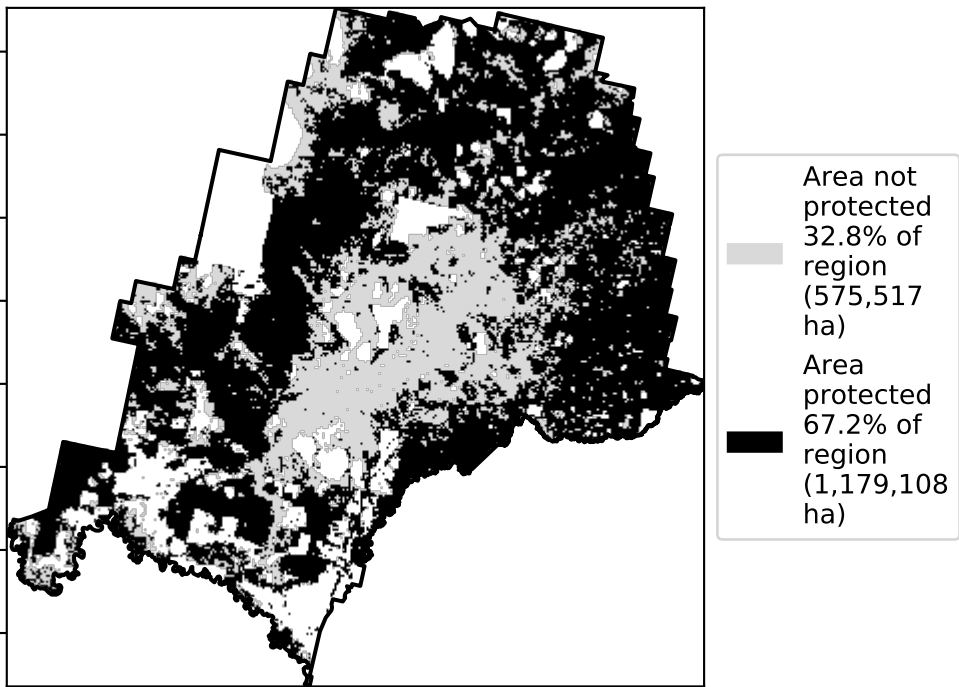 Area not
protected
32.8% of
region
(575,517
ha)
Area
protected
67.2% of
region
(1,179,108
ha)